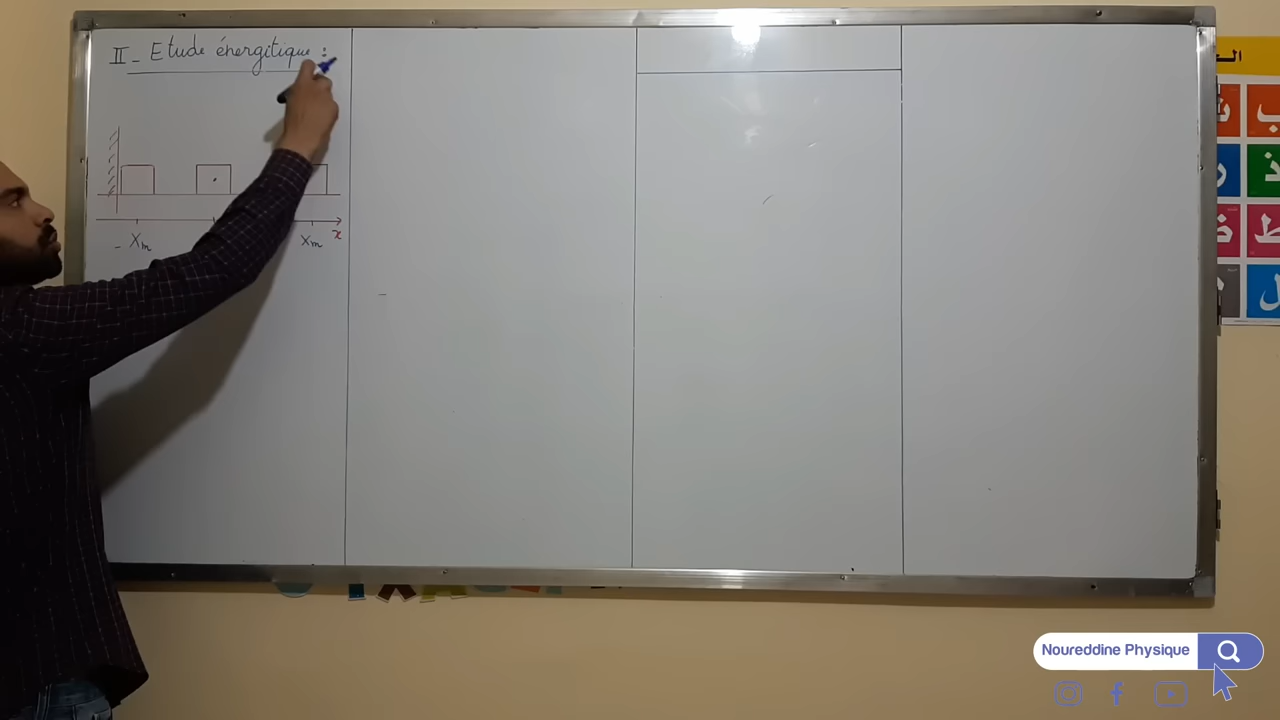 II - Etude énergitique :
- Xm
Xm
x
ب
ذ
ر
ط
ل
Noureddine Physique